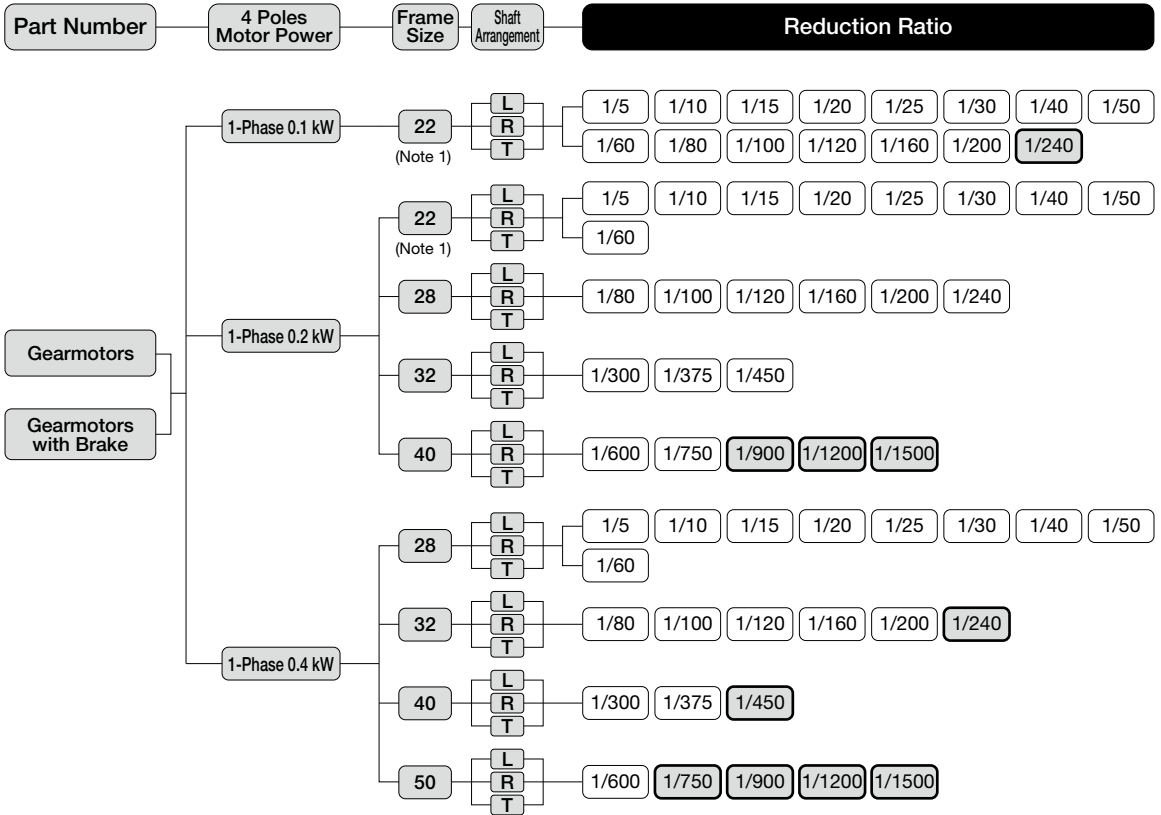 Part Number
4 Poles
Motor Power
Frame
Size
Shaft
Arrangement
Reduction Ratio
Gearmotors
Gearmotors
with Brake
1-Phase 0.1 kW
22
(Note 1)
L
R
T
1/5 1/10 1/15 1/20 1/25 1/30 1/40 1/50
1/60 1/80 1/100 1/120 1/160 1/200 1/240
1-Phase 0.2 kW
22
(Note 1)
L
R
T
1/5 1/10 1/15 1/20 1/25 1/30 1/40 1/50
1/60
28
L
R
T
1/80 1/100 1/120 1/160 1/200 1/240
32
L
R
T
1/300 1/375 1/450
40
L
R
T
1/600 1/750 1/900 1/1200 1/1500
1-Phase 0.4 kW
28
L
R
T
1/5 1/10 1/15 1/20 1/25 1/30 1/40 1/50
1/60
32
L
R
T
1/80 1/100 1/120 1/160 1/200 1/240
40
L
R
T
1/300 1/375 1/450
50
L
R
T
1/600 1/750 1/900 1/1200 1/1500